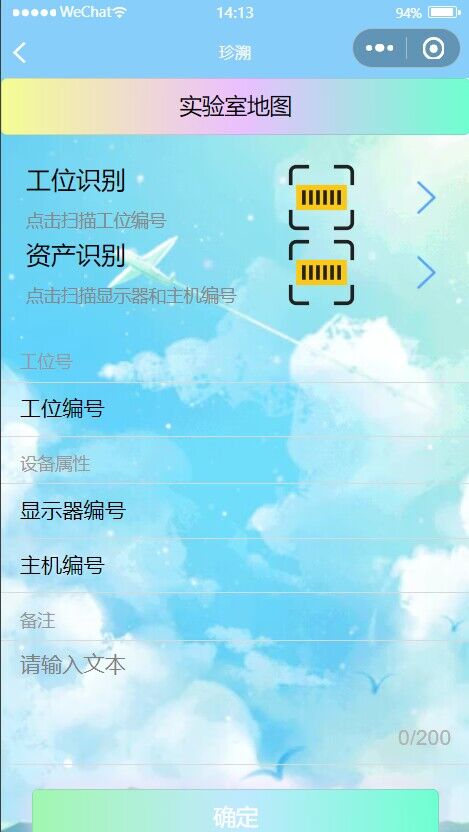 WeChat 14:13 94%
珍溯
实验室地图
工位识别
点击扫描工位编号
资产识别
点击扫描显示器和主机编号
工位号
工位编号
设备属性
显示器编号
主机编号
备注
请输入文本
0/200
确定